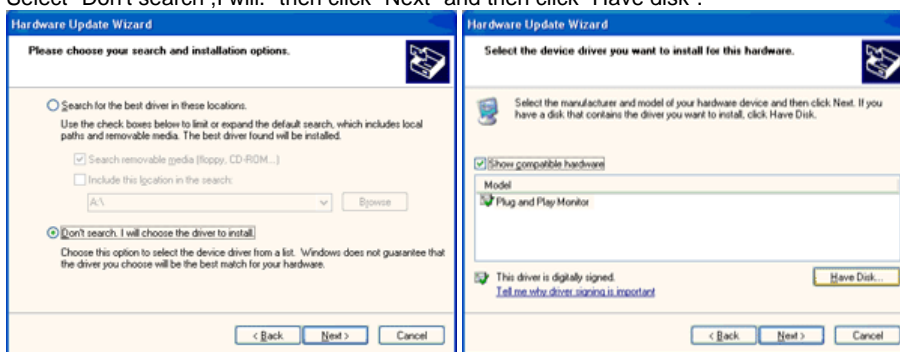 Select "Don't search ,I will." then click "Next" and then click "Have disk".
Hardware Update Wizard
Please choose your search and installation options.
Search for the best driver in these locations.
Use the check boxes below to limit or expand the default search, which includes local
paths and removable media. The best driver found will be installed.
Search removable media (floppy, CD-ROM...)
Include this location in the search:
A:\
Browse
Don't search. I will choose the driver to install.
Choose this option to select the device driver from a list. Windows does not guarantee that
the driver you choose will be the best match for your hardware.
< Back
Next >
Cancel
Hardware Update Wizard
Select the device driver you want to install for this hardware.
Select the manufacturer and model of your hardware device and then click Next. If you
have a disk that contains the driver you want to install, click Have Disk.
Show compatible hardware
Model
Plug and Play Monitor
This driver is digitally signed.
Tell me why driver signing is important
Have Disk...
< Back
Next >
Cancel